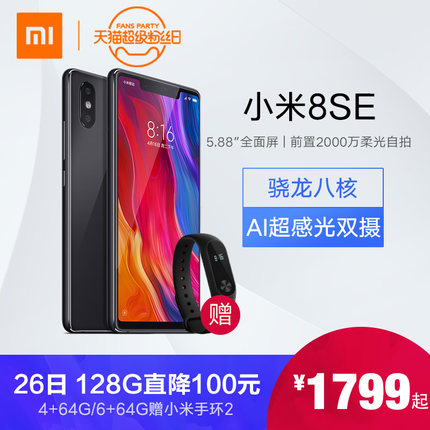 FANS PARTY
天猫超级粉丝日
小米8SE
5.88"全面屏 | 前置2000万柔光自拍
骁龙八核
AI超感光双摄
8:16
赠
26日 128G直降100元
4+64G/6+64G赠小米手环2
¥1799起